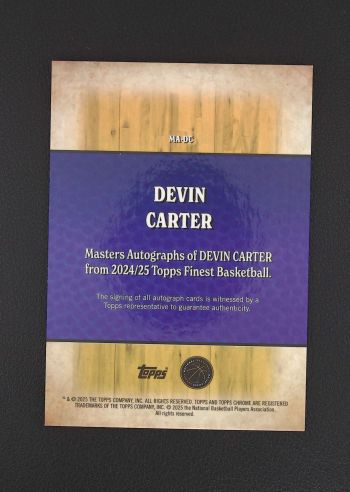 MA-DC
DEVIN
CARTER
Masters Autographs of DEVIN CARTER
from 2024/25 Topps Finest Basketball.
The signing of all autograph cards is witnessed by a
Topps representative to guarantee authenticity.
Topps
® & © 2025 THE TOPPS COMPANY, INC. ALL RIGHTS RESERVED. TOPPS AND TOPPS CHROME ARE REGISTERED
TRADEMARKS OF THE TOPPS COMPANY, INC. © 2025 the National Basketball Players Association.
All rights reserved.